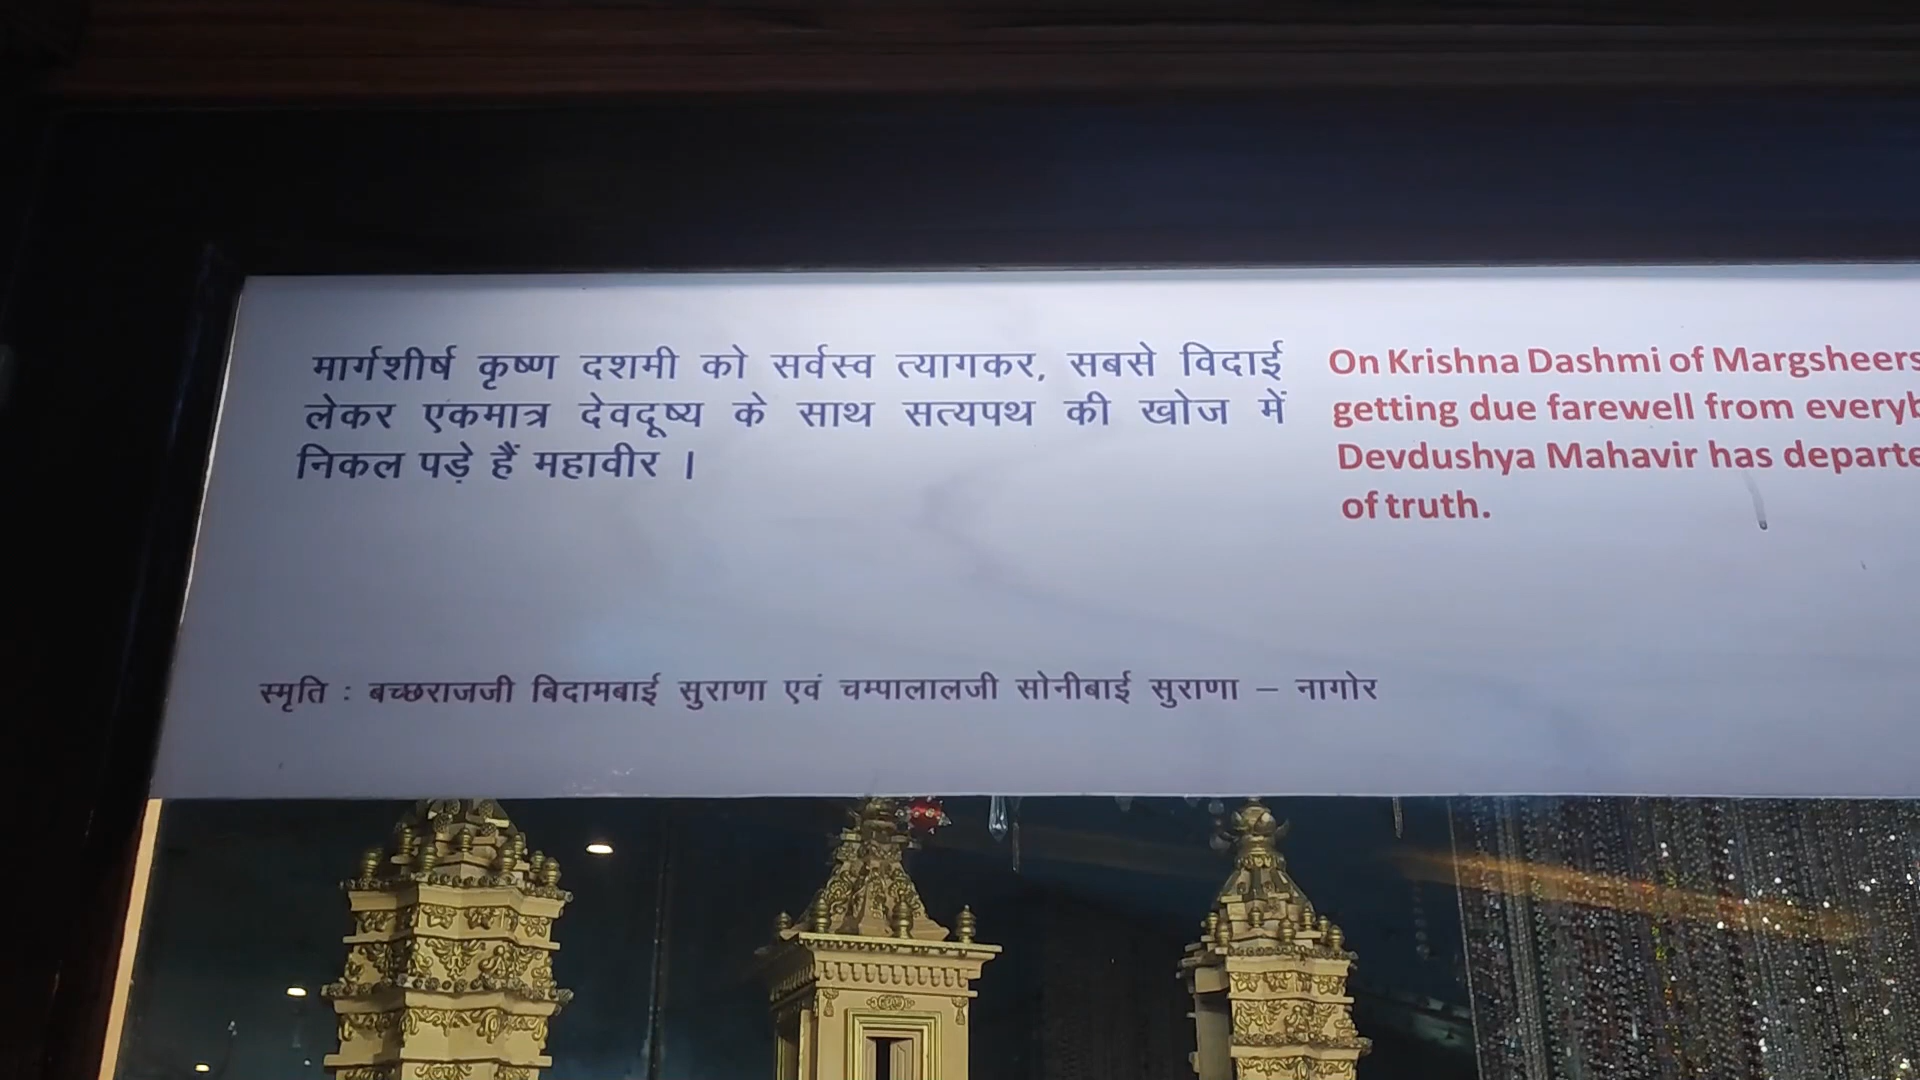 मार्गशीर्ष कृष्ण दशमी को सर्वस्व त्यागकर, सबसे विदाई
लेकर एकमात्र देवदूष्य के साथ सत्यपथ की खोज में
निकल पड़े हैं महावीर ।
On Krishna Dashmi of Margsheers
getting due farewell from everyb
Devdushya Mahavir has departe
of truth.
स्मृति : बच्छराजजी बिदामबाई सुराणा एवं चम्पालालजी सोनीबाई सुराणा – नागोर